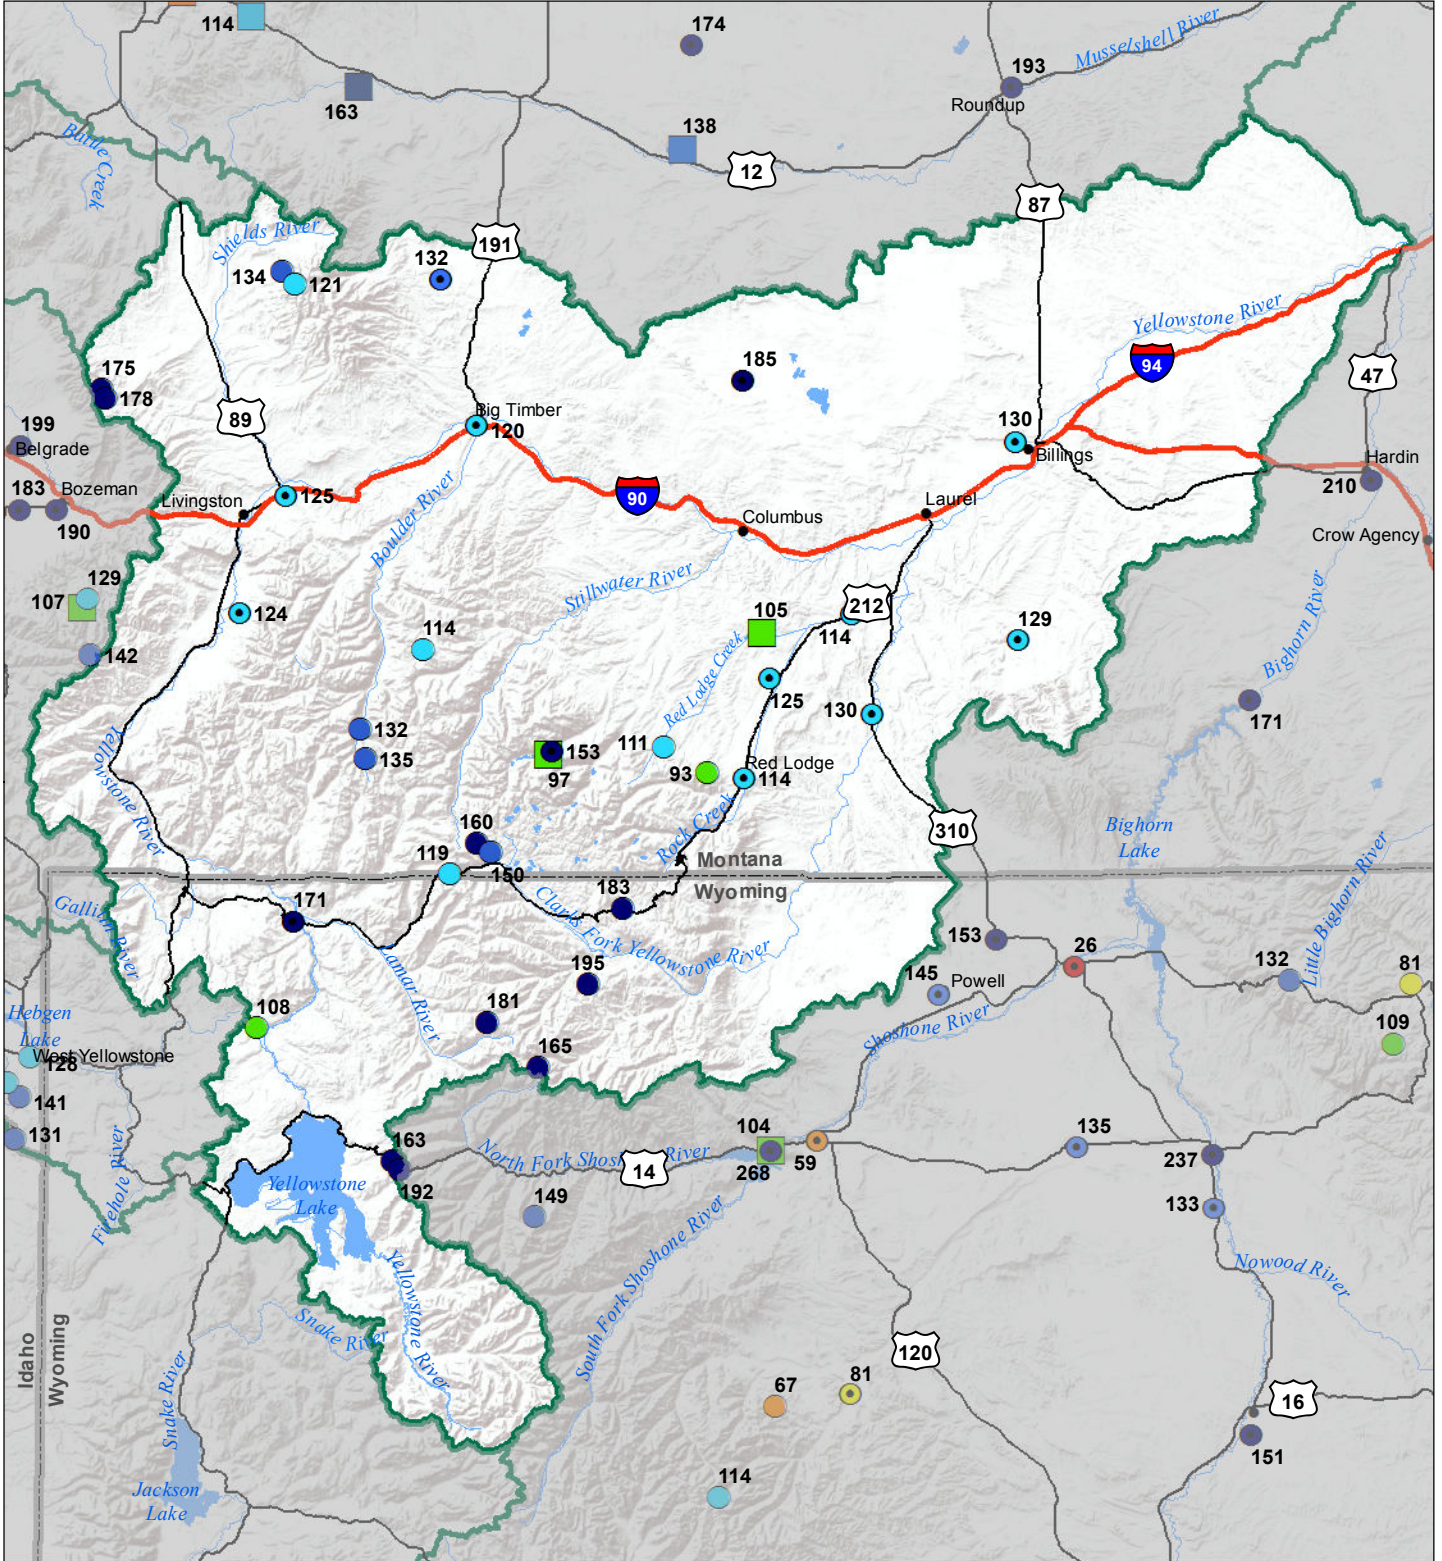 114
174
193
Musselshell River
Roundup
163
138
12
Battle Creek
87
191
Shields River
134
121
132
Yellowstone River
94
47
175
178
185
89
Big Timber
120
199
Belgrade
130
Billings
Hardin
183
Bozeman
190
Livingston
125
90
Laurel
210
Columbus
Crow Agency
Boulder River
Stillwater River
129
107
124
114
105
212
114
129
142
Red Lodge Creek
125
130
Bighorn River
171
132
135
153
97
111
93
Red Lodge
114
Yellowstone River
160
150
119
Rock Creek
310
Bighorn
Lake
Montana
Wyoming
Little Bighorn River
171
183
Gallatin River
Clarks Fork Yellowstone River
153
26
145
Powell
132
81
195
Lamar River
181
108
Hebgen
Lake
Shoshone River
109
West Yellowstone
128
165
141
131
163
192
North Fork Shoshone River
14
104
268
59
135
237
133
Firehole River
Yellowstone
Lake
149
South Fork Shoshone River
Yellowstone River
Nowood River
Snake River
Idaho
Wyoming
Snake River
120
67
81
16
151
114
Jackson
Lake